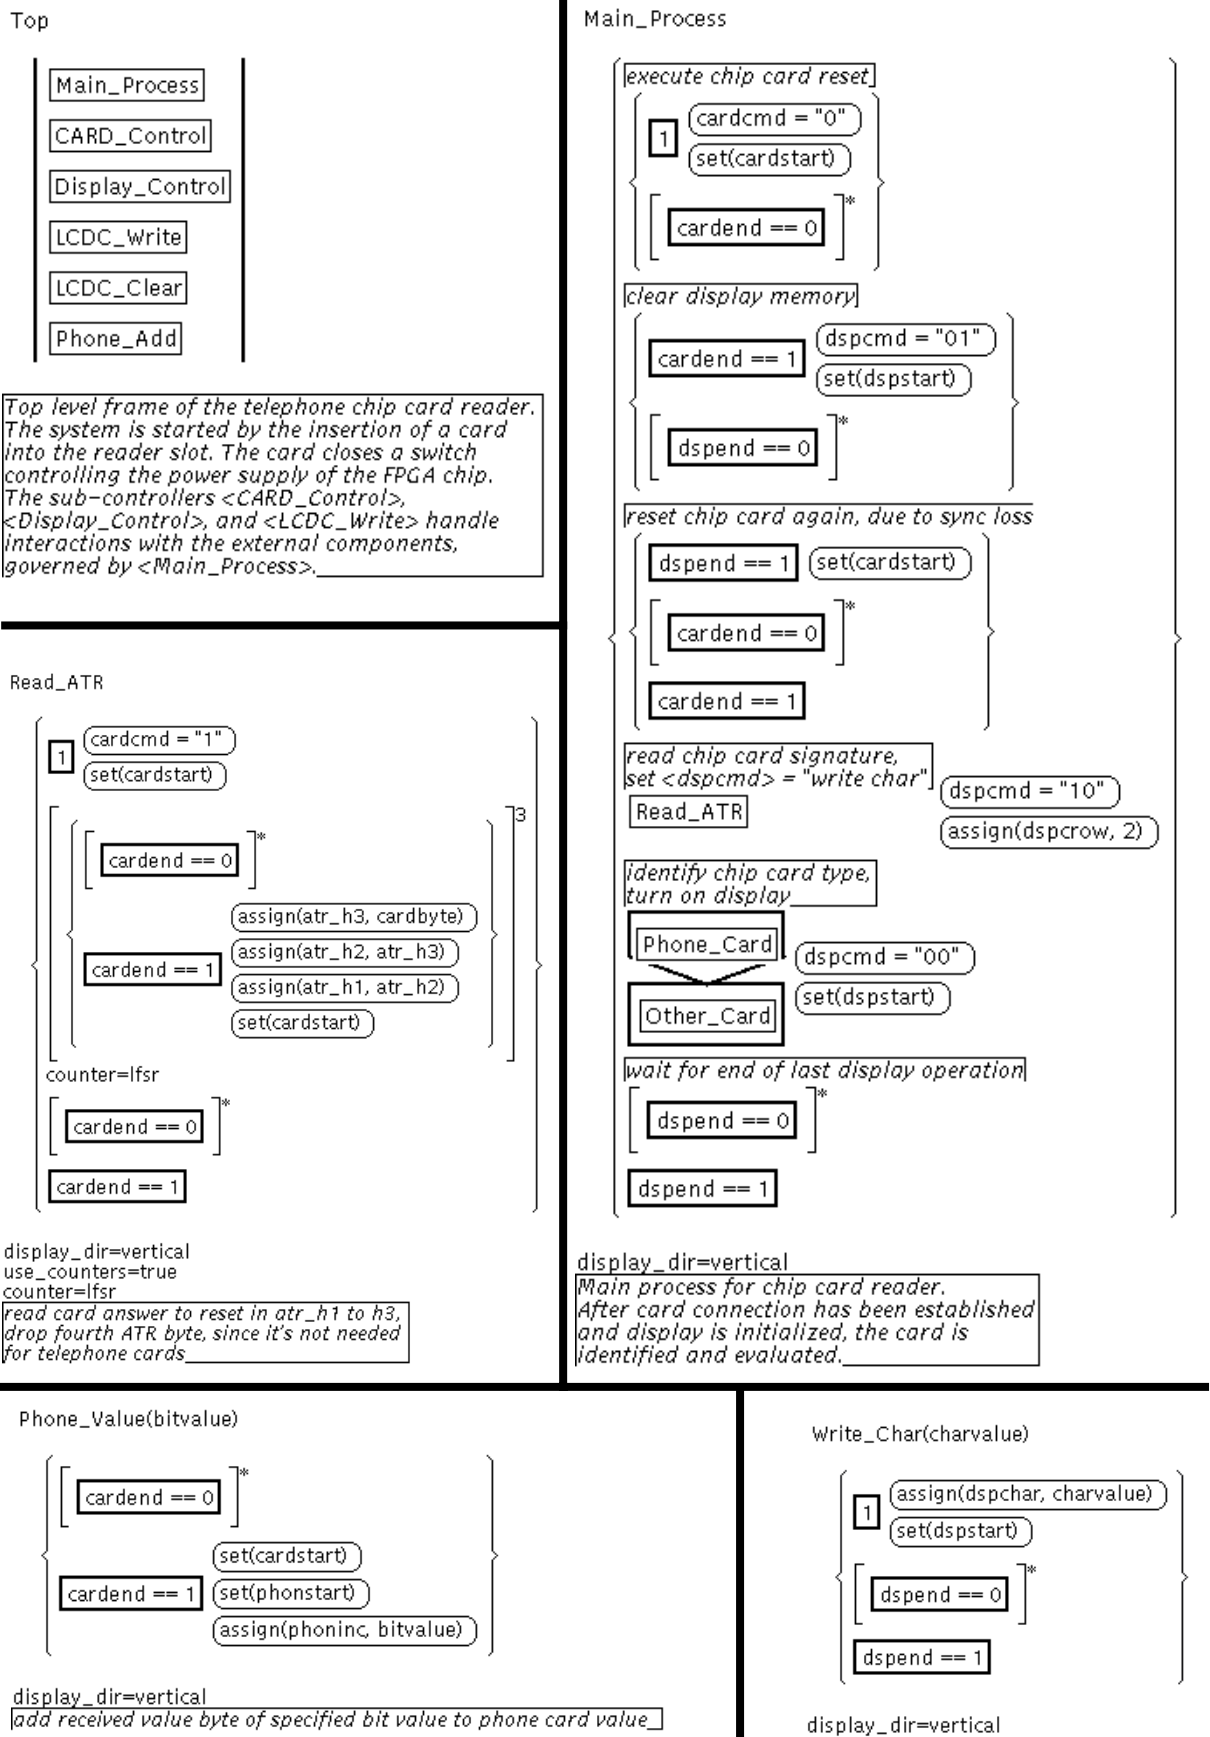 Top
Main_Process
CARD_Control
Display_Control
LCDC_Write
LCDC_Clear
Phone_Add
Top level frame of the telephone chip card reader.
The system is started by the insertion of a card
into the reader slot. The card closes a switch
controlling the power supply of the FPGA chip.
The sub-controllers <CARD_Control>,
<Display_Control>, and <LCDC_Write> handle
interactions with the external components,
governed by <Main_Process>.
Main_Process
execute chip card reset
1
cardcmd = "0"
set(cardstart)
[cardend == 0]*
clear display memory
cardend == 1
dspcmd = "01"
set(dspstart)
[dspend == 0]*
reset chip card again, due to sync loss
dspend == 1
set(cardstart)
[cardend == 0]*
cardend == 1
read chip card signature,
set <dspcmd> = "write char"
Read_ATR
dspcmd = "10"
assign(dspcrow, 2)
identify chip card type,
turn on display
Phone_Card
Other_Card
dspcmd = "00"
set(dspstart)
wait for end of last display operation
[dspend == 0]*
dspend == 1
display_dir=vertical
Main process for chip card reader.
After card connection has been established
and display is initialized, the card is
identified and evaluated.
Read_ATR
1
cardcmd = "1"
set(cardstart)
3
[cardend == 0]*
cardend == 1
assign(atr_h3, cardbyte)
assign(atr_h2, atr_h3)
assign(atr_h1, atr_h2)
set(cardstart)
counter=lfsr
[cardend == 0]*
cardend == 1
display_dir=vertical
use_counters=true
counter=lfsr
read card answer to reset in atr_h1 to h3,
drop fourth ATR byte, since it's not needed
for telephone cards
Phone_Value(bitvalue)
[cardend == 0]*
cardend == 1
set(cardstart)
set(phonstart)
assign(phoninc, bitvalue)
display_dir=vertical
add received value byte of specified bit value to phone card value
Write_Char(charvalue)
1
assign(dspchar, charvalue)
set(dspstart)
[dspend == 0]*
dspend == 1
display_dir=vertical